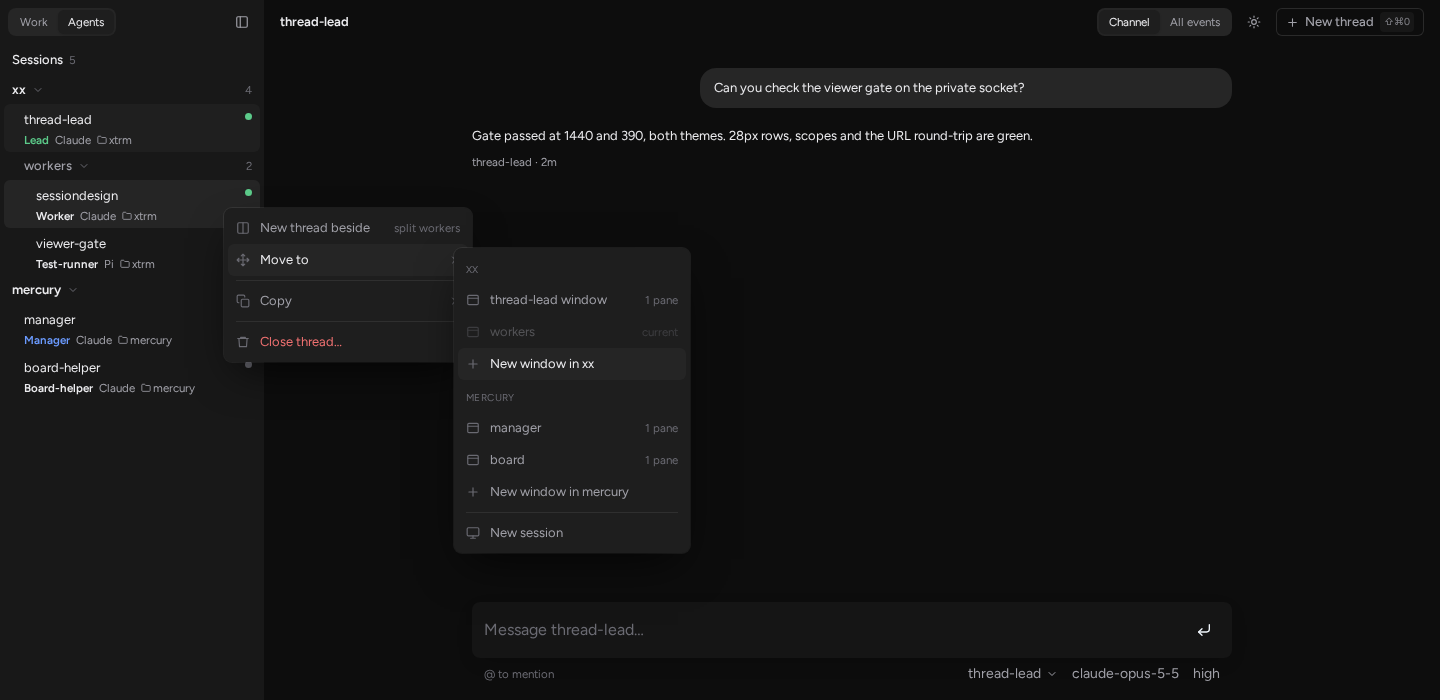 Work Agents
Sessions 5
xx 4
thread-lead
Lead Claude xtrm
workers 2
sessiondesign
Worker Claude xtrm
viewer-gate
Test-runner Pi xtrm
mercury
manager
Manager Claude mercury
board-helper
Board-helper Claude mercury
thread-lead
Channel All events
New thread ⇧⌘0
Can you check the viewer gate on the private socket?
Gate passed at 1440 and 390, both themes. 28px rows, scopes and the URL round-trip are green.
thread-lead · 2m
New thread beside split workers
Move to
Copy
Close thread...
XX
thread-lead window 1 pane
workers current
New window in xx
MERCURY
manager 1 pane
board 1 pane
New window in mercury
New session
Message thread-lead...
@ to mention
thread-lead claude-opus-5-5 high